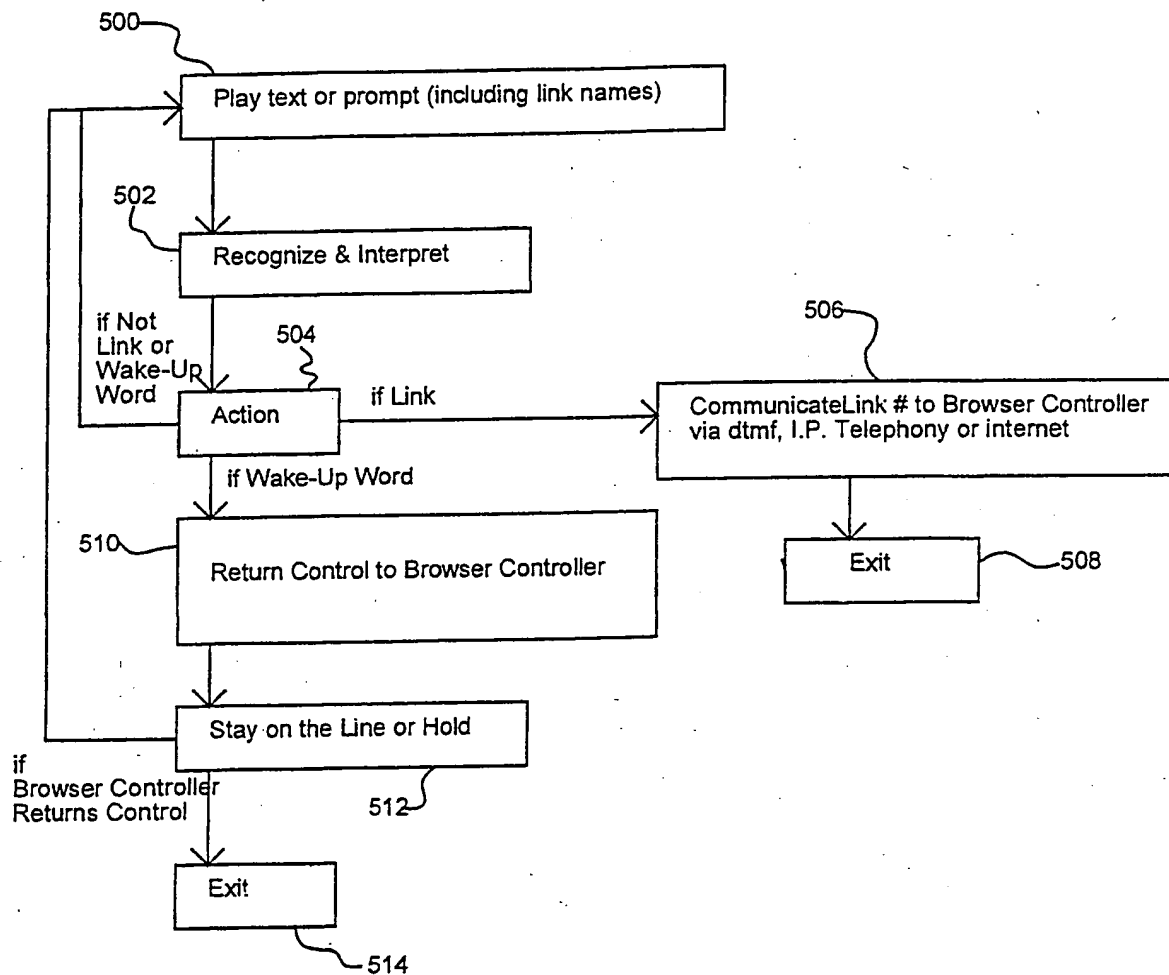 500
Play text or prompt (including link names)
502
Recognize & Interpret
if Not
Link or
Wake-Up
Word
504
Action
if Link
506
CommunicateLink # to Browser Controller
via dtmf, I.P. Telephony or internet
if Wake-Up Word
510
Return Control to Browser Controller
Exit
508
Stay on the Line or Hold
if
Browser Controller
Returns Control
512
Exit
514